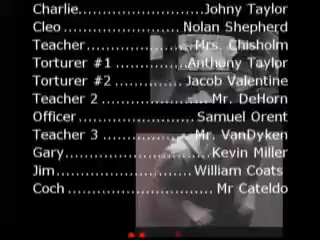 Charlie..........................Johny Taylor
Cleo ........................ Nolan Shepherd
Teacher...................... Mrs. Chisholm
Torturer #1 ............... Anthony Taylor
Torturer #2 .............. Jacob Valentine
Teacher 2 ...................... Mr. DeHorn
Officer......................... Samuel Orent
Teacher 3 .................. Mr. VanDyken
Gary............................... Kevin Miller
Jim............................. William Coats
Coch ............................... Mr Cateldo